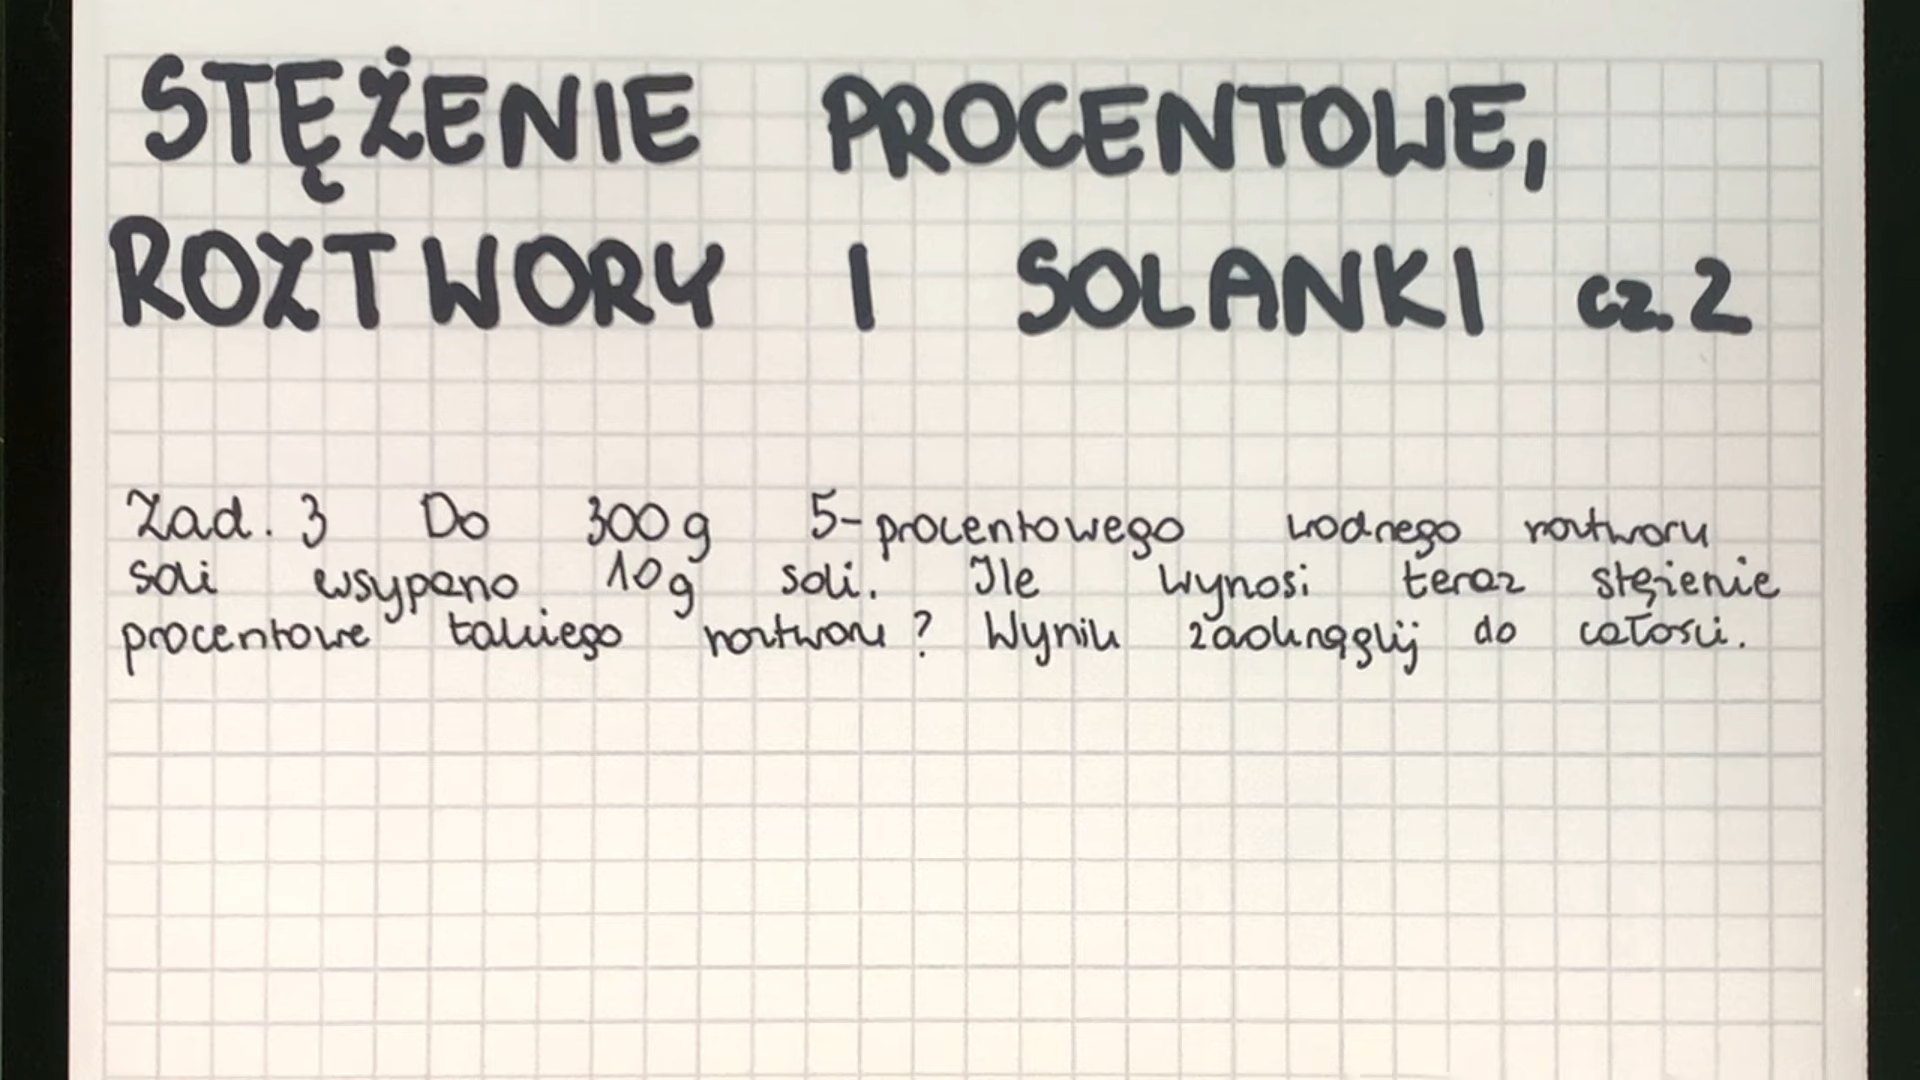 STĘŻENIE PROCENTOWE,
ROZTWORY I SOLANKI cz. 2
Zad. 3 Do 300g 5-procentowego wodnego roztworu
soli wsypano 10g soli. Ile wynosi teraz stężenie
procentowe takiego roztworu? Wynik zaokrąglij do całości.